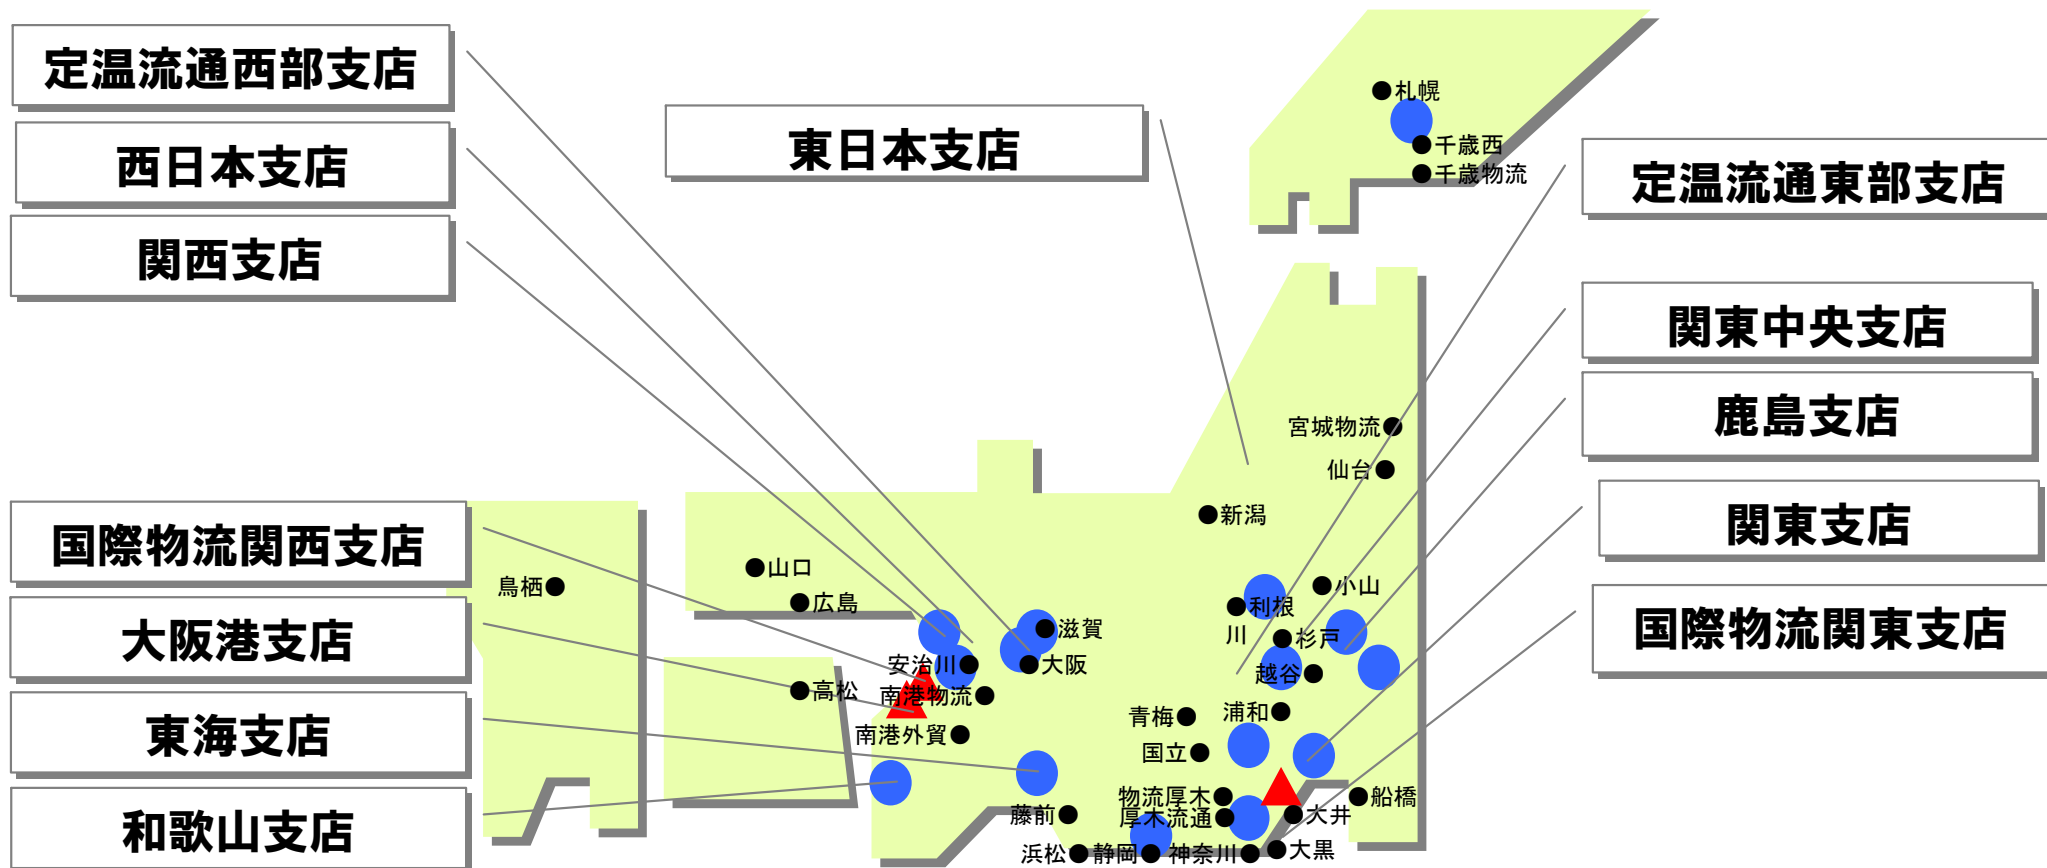 定温流通西部支店
西日本支店
関西支店
東日本支店
札幌
千歳西
千歳物流
定温流通東部支店
関東中央支店
鹿島支店
関東支店
国際物流関東支店
国際物流関西支店
大阪港支店
東海支店
和歌山支店
宮城物流
仙台
新潟
山口
広島
鳥栖
小山
利根
川
杉戸
越谷
滋賀
大阪
安治川
南港物流
南港外貿
高松
青梅
浦和
国立
物流厚木
厚木流通
藤前
浜松
静岡
神奈川
大井
大黒
船橋